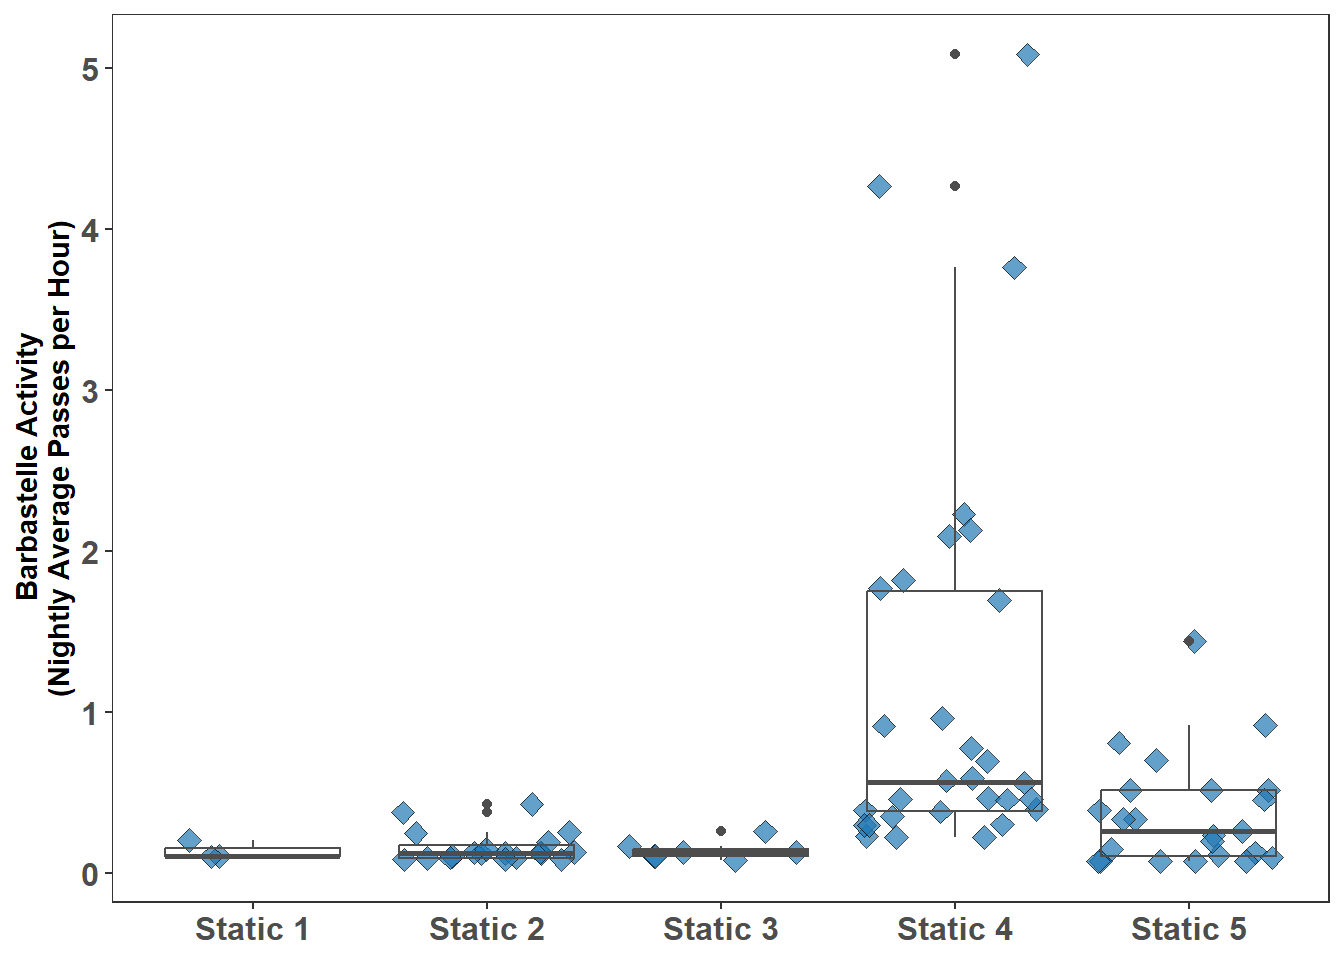 Barbastelle Activity
(Nightly Average Passes per Hour)
5
4
3
2
1
0
Static 1
Static 2
Static 3
Static 4
Static 5